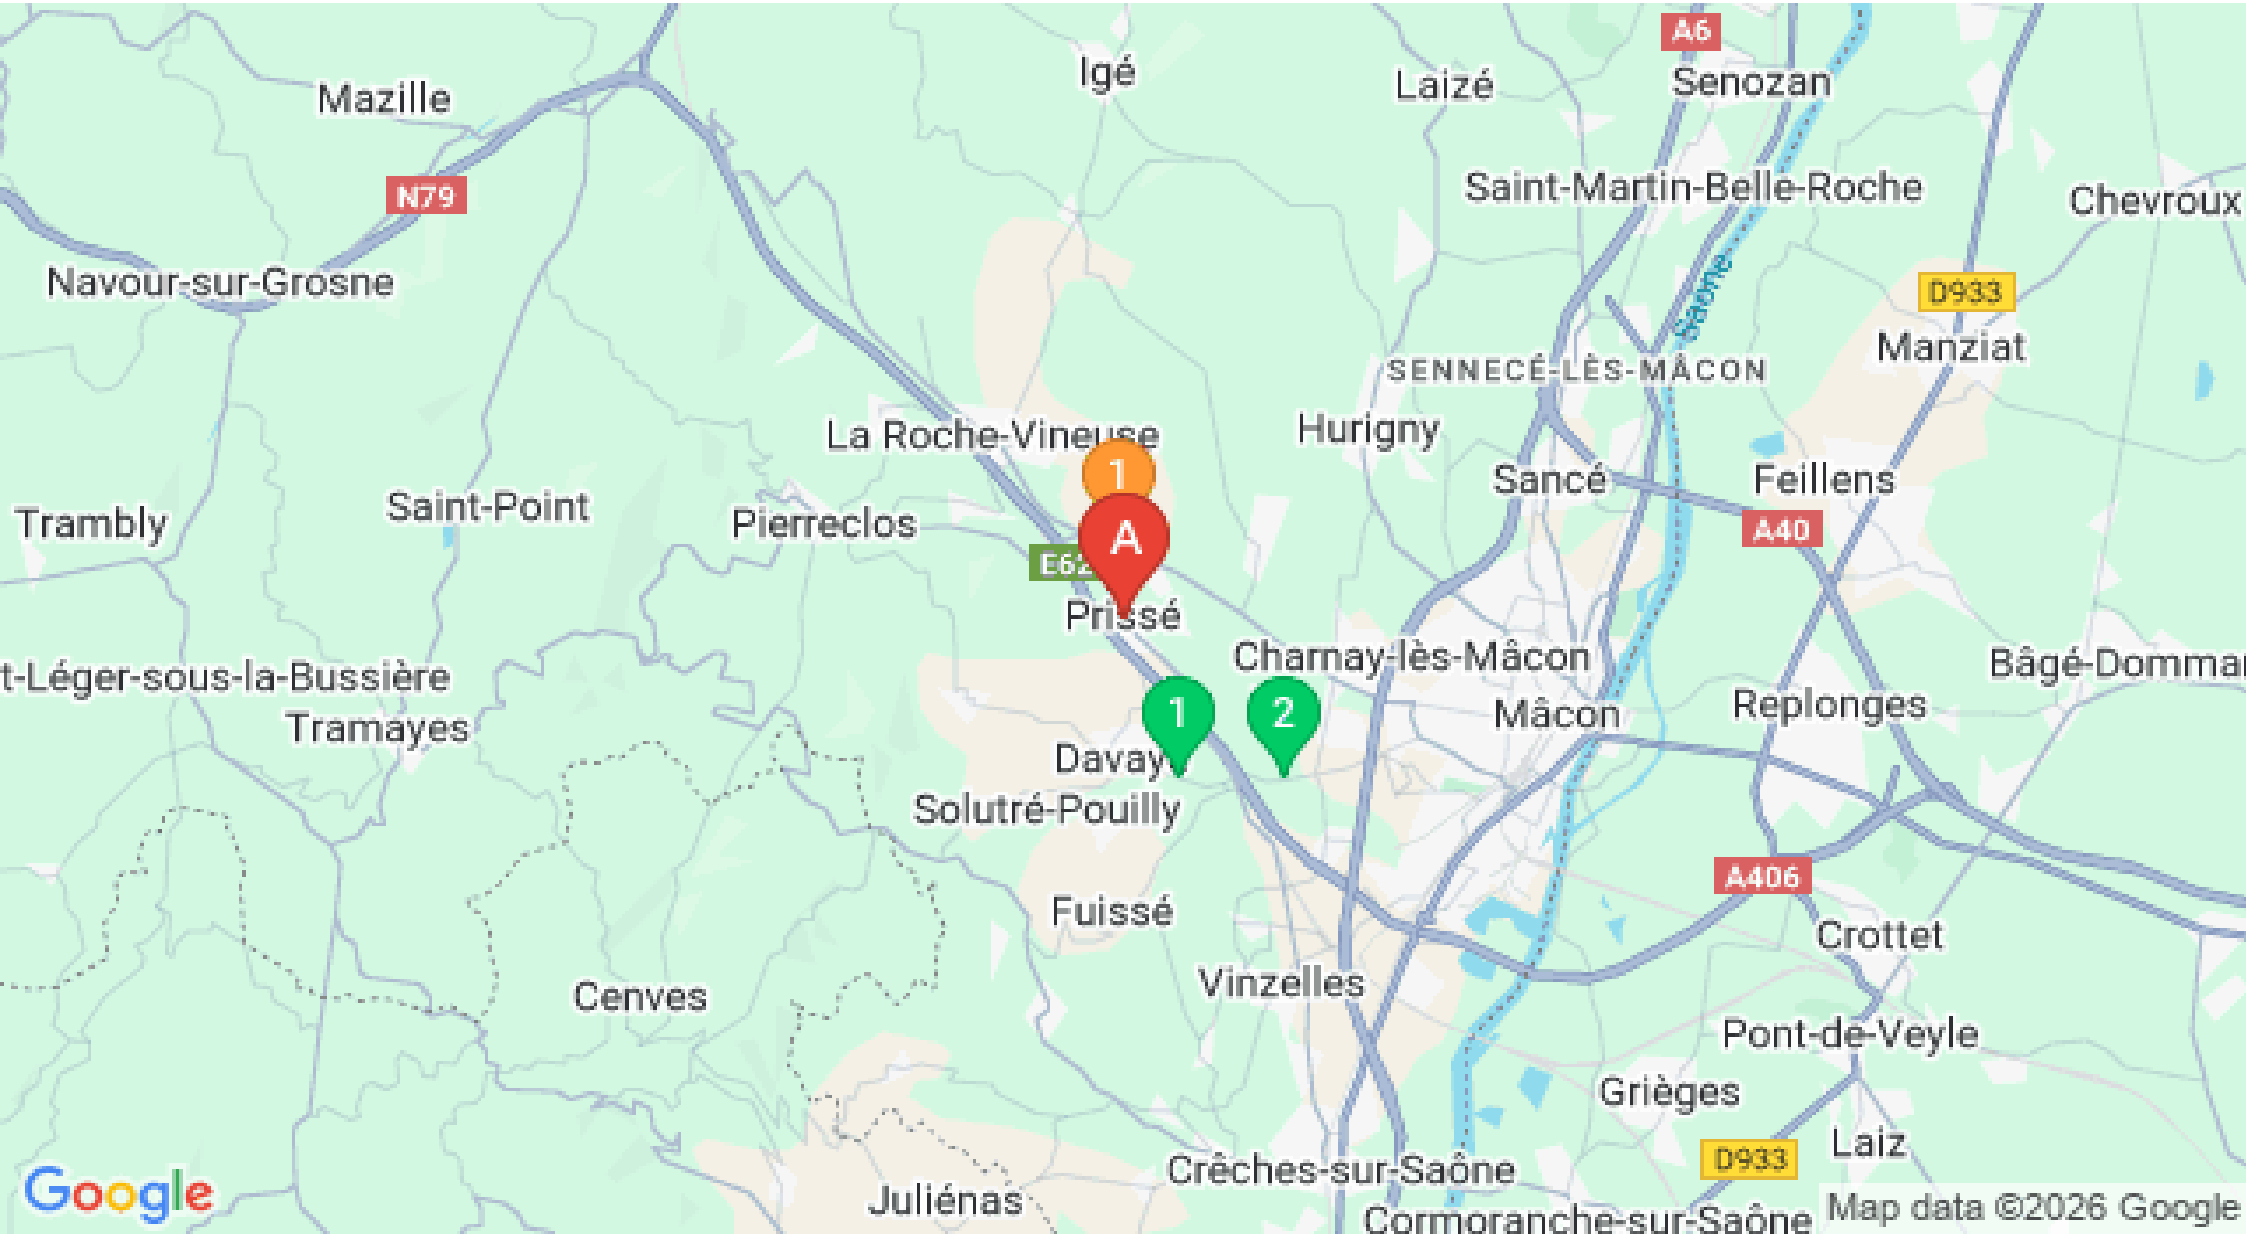 A6
Igé
Laizé
Senozan
Mazille
N79
Saint-Martin-Belle-Roche
Chevroux
Navour-sur-Grosne
Saône
D933
Manziat
SENNECÉ-LÈS-MÂCON
La Roche-Vineuse
Hurigny
1
Sancé
Feillens
Saint-Point
Trambly
Pierreclos
A40
A
E62
Prissé
Charnay-lès-Mâcon
Bâgé-Dommar
t-Léger-sous-la-Bussière
Replonges
Tramayes
1
2
Mâcon
Davay
Solutré-Pouilly
A406
Fuissé
Crottet
Vinzelles
Cenves
Pont-de-Veyle
Grièges
Laiz
D933
Crêches-sur-Saône
Google
Juliénas
Cormoranche-sur-Saône
Map data ©2026 Google